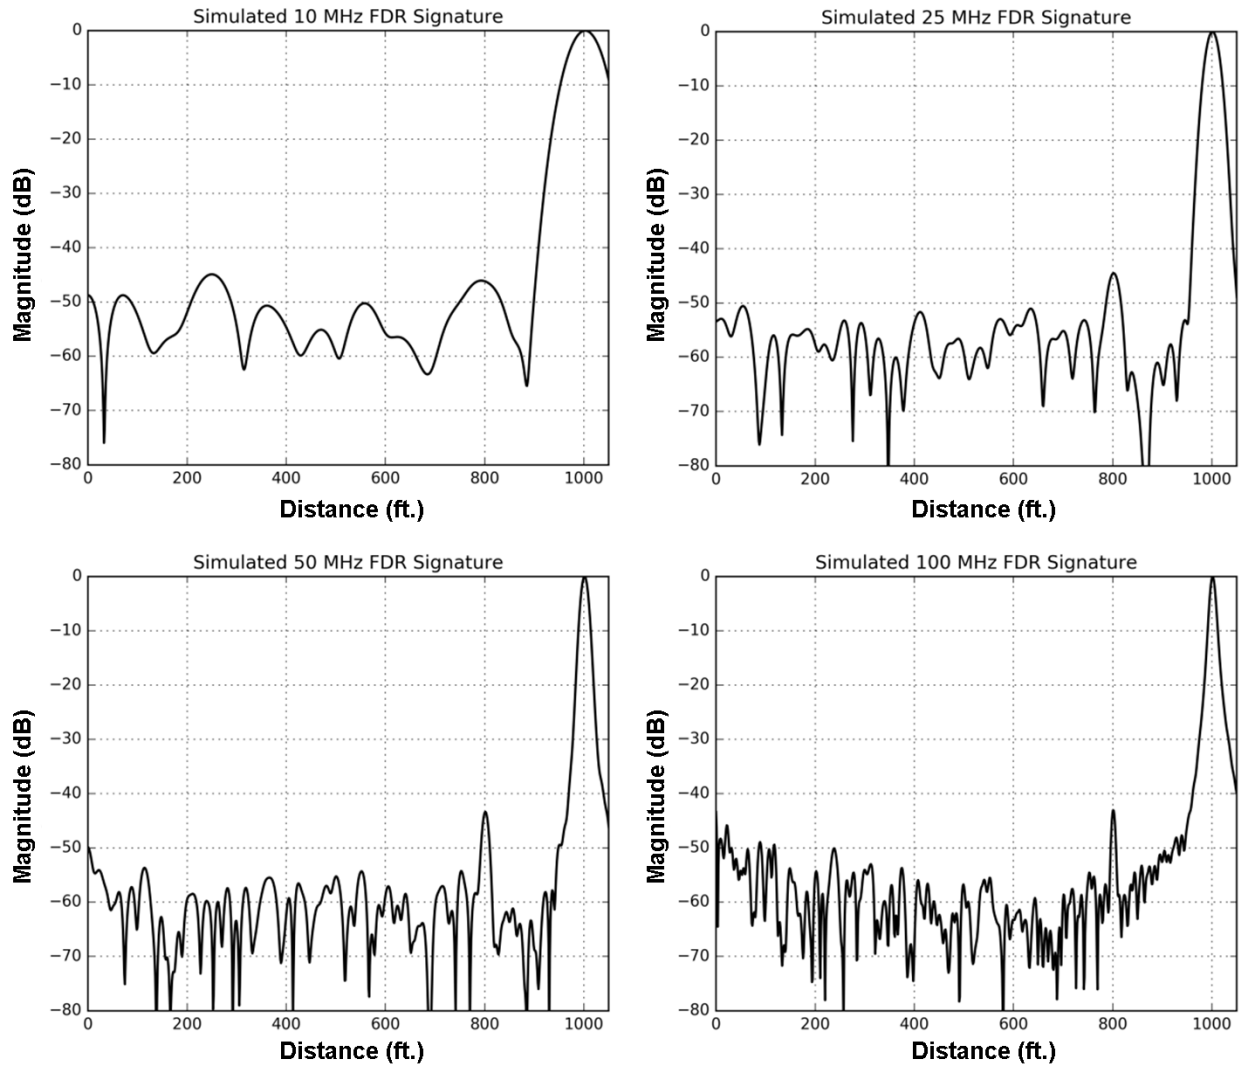 Simulated 10 MHz FDR Signature
0
−10
−20
−30
−40
−50
−60
−70
−80
Magnitude (dB)
0 200 400 600 800 1000
Distance (ft.)
Simulated 25 MHz FDR Signature
0
−10
−20
−30
−40
−50
−60
−70
−80
Magnitude (dB)
0 200 400 600 800 1000
Distance (ft.)
Simulated 50 MHz FDR Signature
0
−10
−20
−30
−40
−50
−60
−70
−80
Magnitude (dB)
0 200 400 600 800 1000
Distance (ft.)
Simulated 100 MHz FDR Signature
0
−10
−20
−30
−40
−50
−60
−70
−80
Magnitude (dB)
0 200 400 600 800 1000
Distance (ft.)